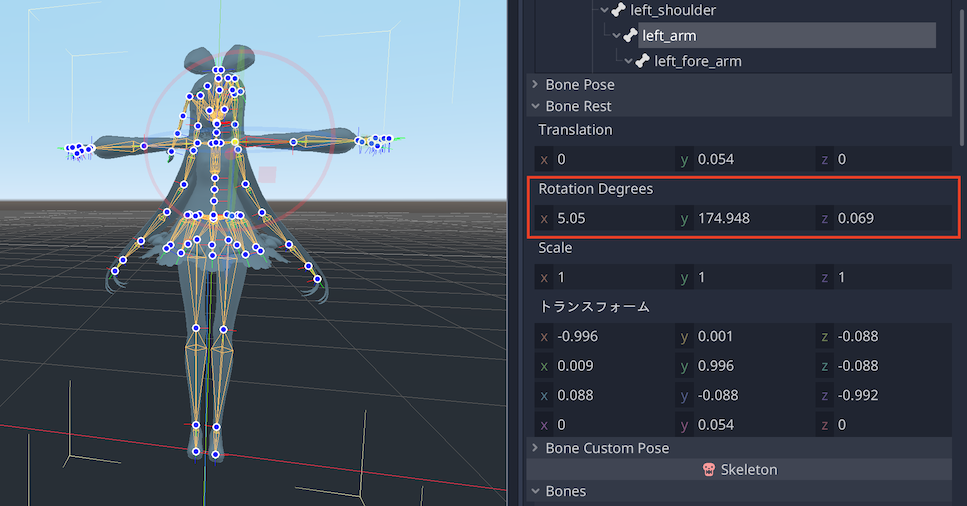 left_shoulder
left_arm
left_fore_arm
Bone Pose
Bone Rest
Translation
x 0 y 0.054 z 0
Rotation Degrees
x 5.05 y 174.948 z 0.069
Scale
x 1 y 1 z 1
トランスフォーム
x -0.996 y 0.001 z -0.088
x 0.009 y 0.996 z -0.088
x 0.088 y -0.088 z -0.992
x 0 y 0.054 z 0
Bone Custom Pose
Skeleton
Bones